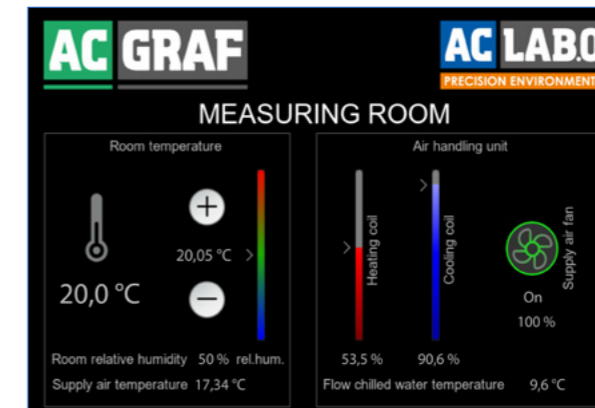 AC GRAF
AC LAB.O
PRECISION ENVIRONMENT
MEASURING ROOM
Room temperature
20,05 °C
20,0 °C
Room relative humidity 50 % rel.hum.
Supply air temperature 17,34 °C
Air handling unit
Heating coil
Cooling coil
Supply air fan
On
100 %
53,5 % 90,6 %
Flow chilled water temperature 9,6 °C